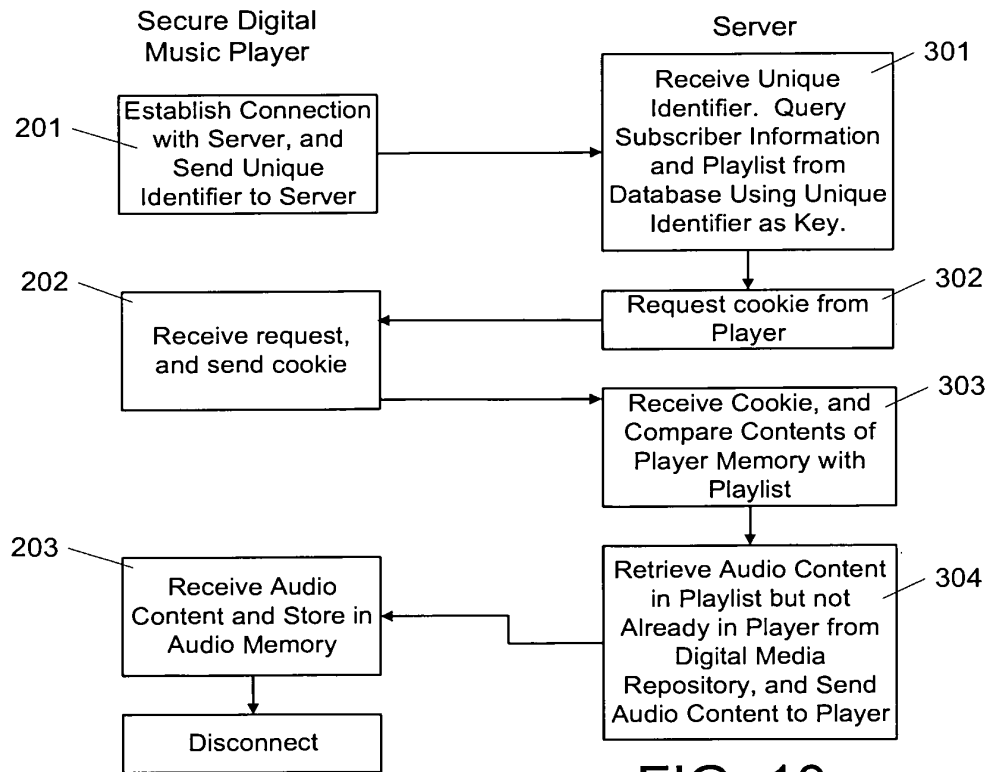 Secure Digital
Music Player
Server
301
Receive Unique
Identifier. Query
Subscriber Information
and Playlist from
Database Using Unique
Identifier as Key.
201
Establish Connection
with Server, and
Send Unique
Identifier to Server
202
Receive request,
and send cookie
302
Request cookie from
Player
303
Receive Cookie, and
Compare Contents of
Player Memory with
Playlist
203
Receive Audio
Content and Store in
Audio Memory
304
Retrieve Audio Content
in Playlist but not
Already in Player from
Digital Media
Repository, and Send
Audio Content to Player
Disconnect